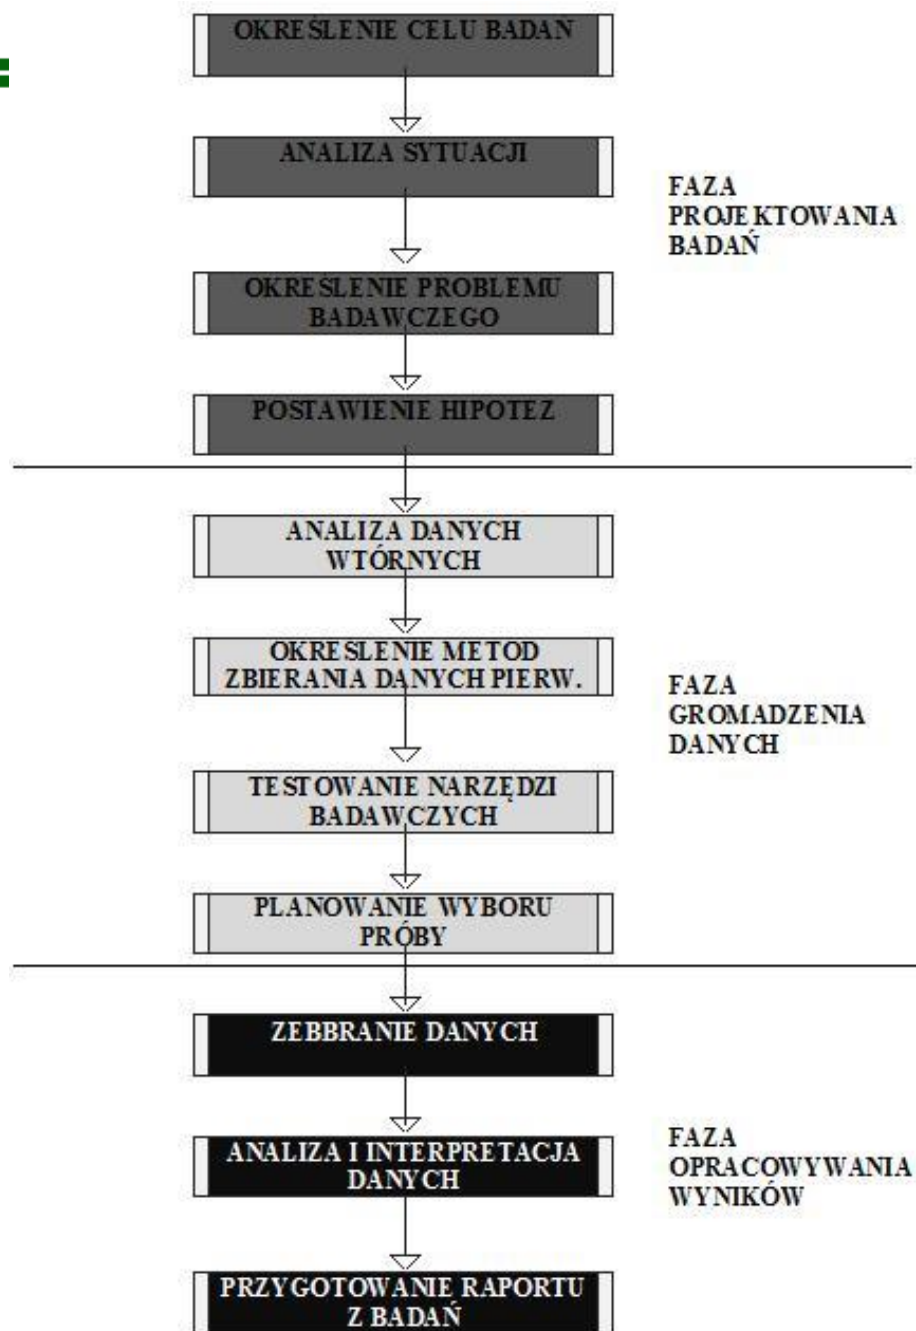 OKREŚLENIE CELU BADAŃ
ANALIZA SYTUACJI
FAZA
PROJEKTOWANIA
BADAŃ
OKREŚLENIE PROBLEMU
BADAWCZEGO
POSTAWIENIE HIPOTEZ
ANALIZA DANYCH
WTÓRNYCH
OKREŚLENIE METOD
ZBIERANIA DANYCH PIERW.
FAZA
GROMADZENIA
DANYCH
TESTOWANIE NARZĘDZI
BADAWCZYCH
PLANOWANIE WYBORU
PRÓBY
ZEBBRANIE DANYCH
ANALIZA I INTERPRETACJA
DANYCH
FAZA
OPRACOWYWANIA
WYNIKÓW
PRZYGOTOWANIE RAPORTU
Z BADAŃ